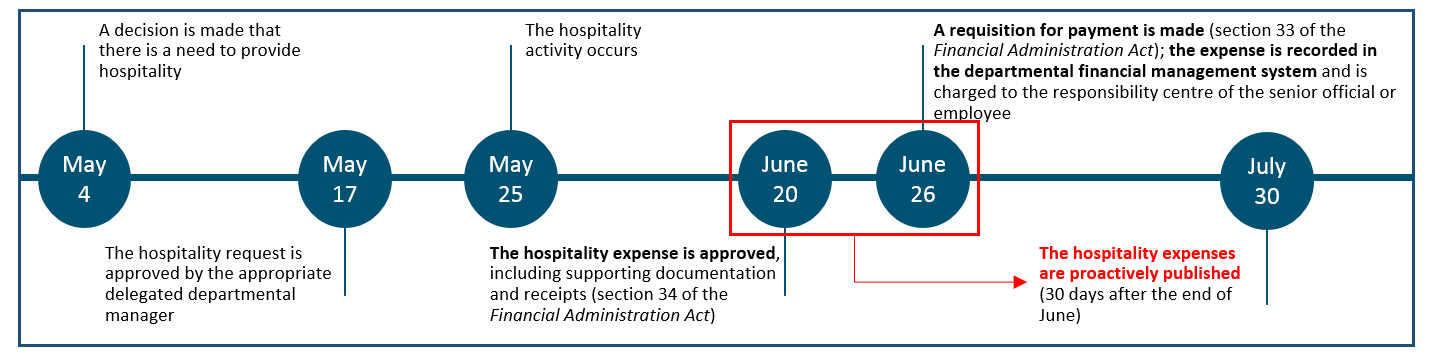 A decision is made that
there is a need to provide
hospitality
The hospitality
activity occurs
A requisition for payment is made (section 33 of the
Financial Administration Act); the expense is recorded in
the departmental financial management system and is
charged to the responsibility centre of the senior official or
employee
May
4
May
17
May
25
June
20
June
26
July
30
The hospitality request is
approved by the appropriate
delegated departmental
manager
The hospitality expense is approved,
including supporting documentation
and receipts (section 34 of the
Financial Administration Act)
The hospitality expenses
are proactively published
(30 days after the end of
June)